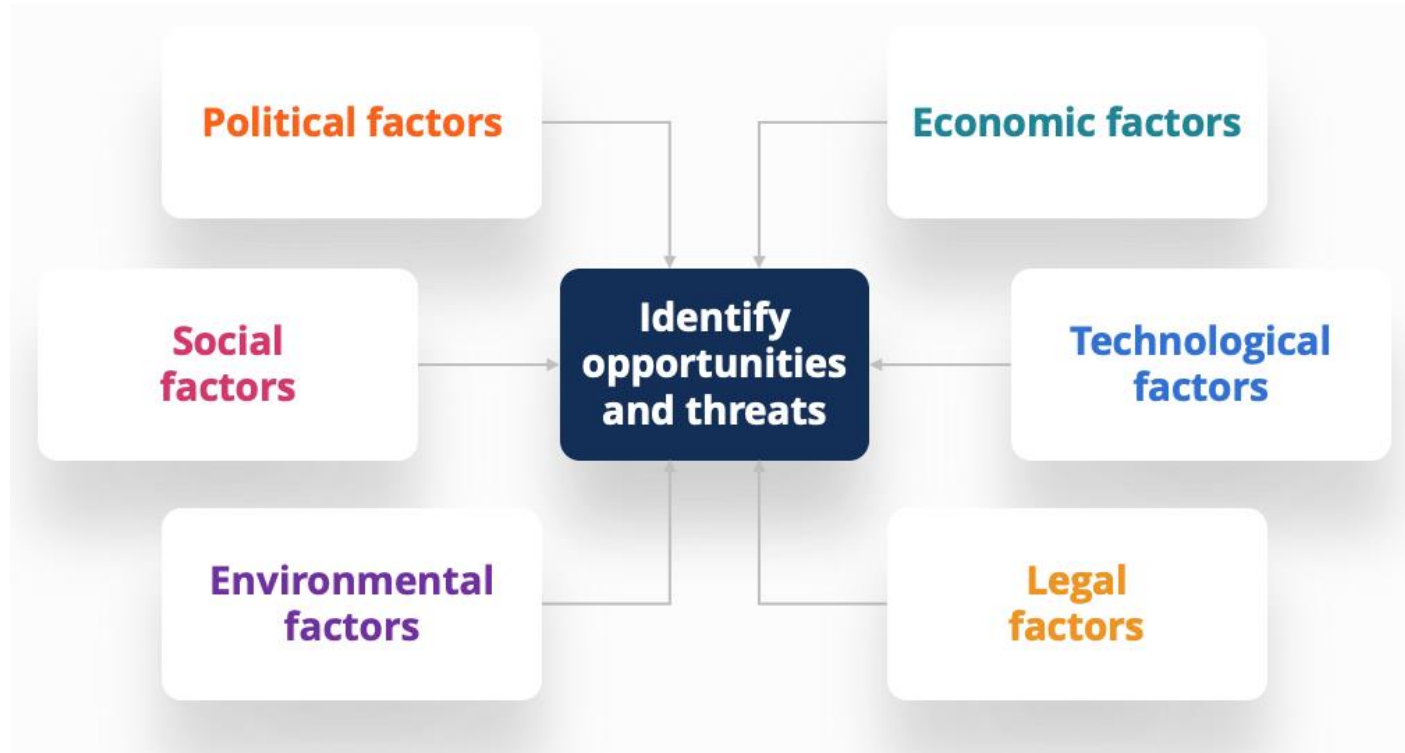 Political factors
Economic factors
Social
factors
Identify
opportunities
and threats
Technological
factors
Environmental
factors
Legal
factors